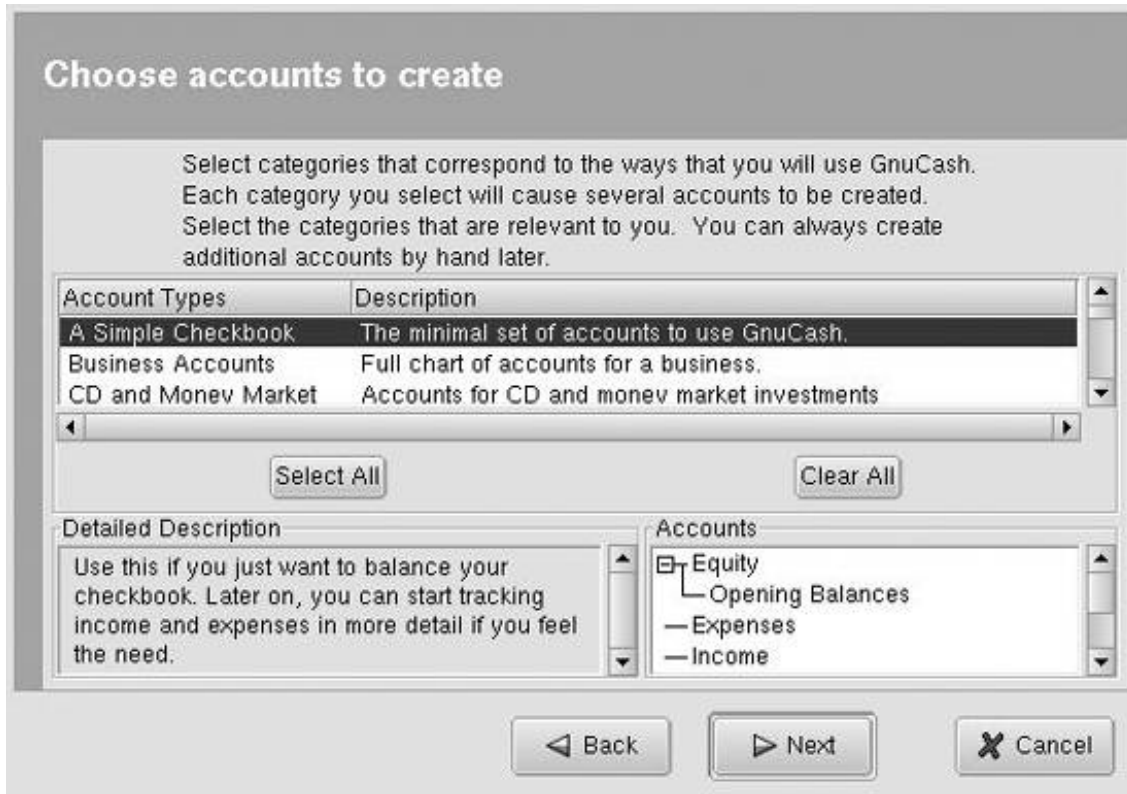 Choose accounts to create
Select categories that correspond to the ways that you will use GnuCash.
Each category you select will cause several accounts to be created.
Select the categories that are relevant to you.  You can always create
additional accounts by hand later.
Account Types Description
A Simple Checkbook The minimal set of accounts to use GnuCash.
Business Accounts Full chart of accounts for a business.
CD and Money Market Accounts for CD and money market investments
Select All Clear All
Detailed Description
Use this if you just want to balance your
checkbook. Later on, you can start tracking
income and expenses in more detail if you feel
the need.
Accounts
Equity
Opening Balances
Expenses
Income
Back Next Cancel